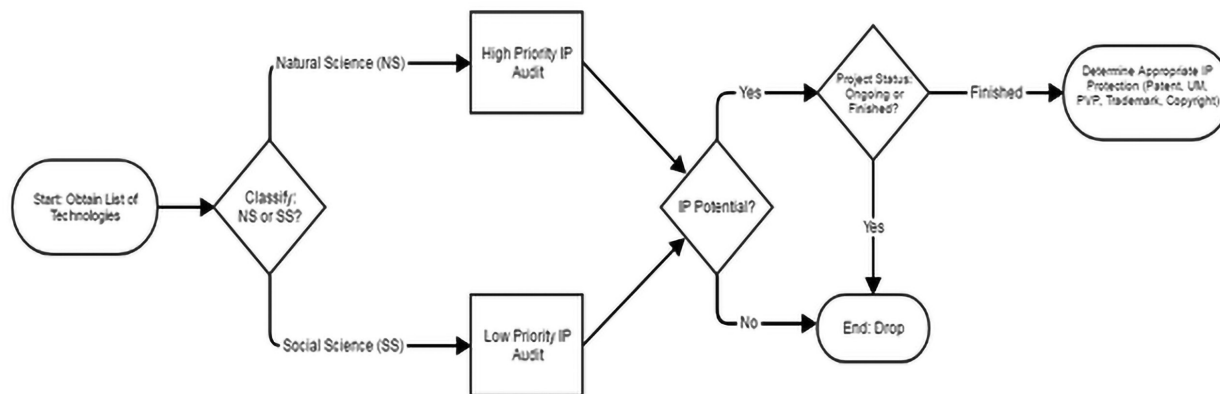 Start: Obtain List of
Technologies
Classify:
NS or SS?
Natural Science (NS)
Social Science (SS)
High Priority IP
Audit
Low Priority IP
Audit
IP Potential?
Yes
No
Project Status:
Ongoing or
Finished?
Yes
End: Drop
Finished
Determine Appropriate IP
Protection (Patent, UM,
PVP, Trademark, Copyright)